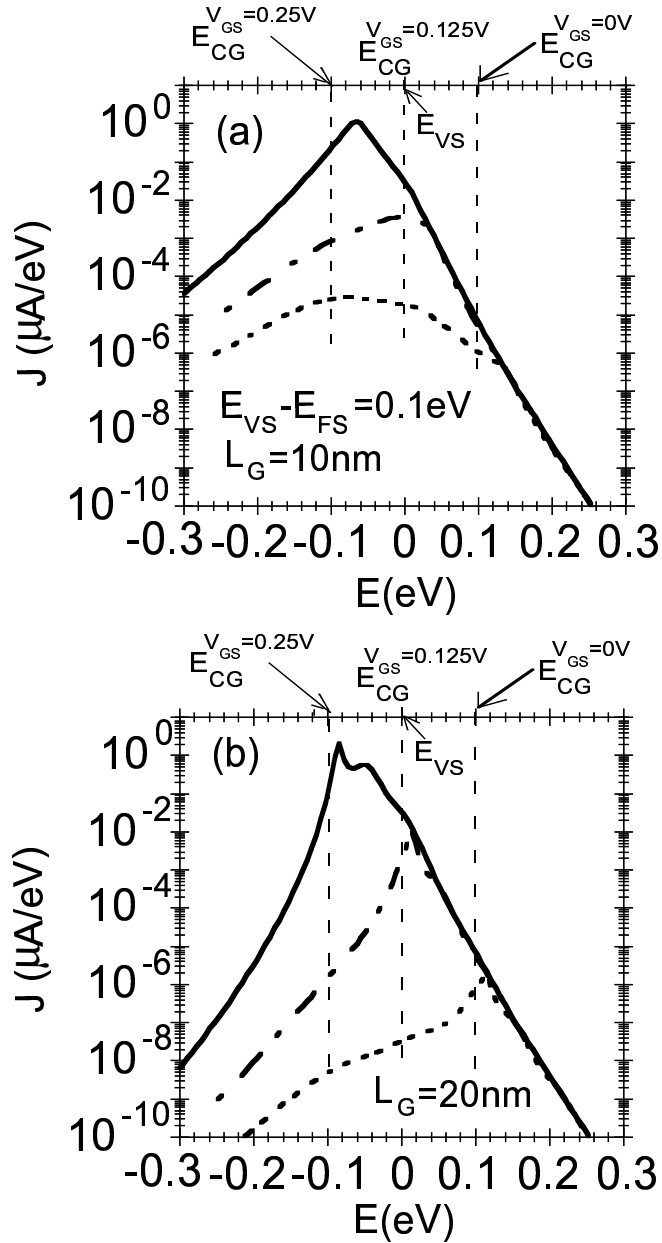 E_CG^V_GS=0.25V E_CG^V_GS=0.125V E_CG^V_GS=0V
(a)
E_VS
10^0
10^-2
10^-4
10^-6
10^-8
10^-10
J (μA/eV)
E_VS-E_FS=0.1eV
L_G=10nm
-0.3 -0.2 -0.1 0 0.1 0.2 0.3
E(eV)
E_CG^V_GS=0.25V E_CG^V_GS=0.125V E_CG^V_GS=0V
(b)
E_VS
10^0
10^-2
10^-4
10^-6
10^-8
10^-10
J (μA/eV)
L_G=20nm
-0.3 -0.2 -0.1 0 0.1 0.2 0.3
E(eV)